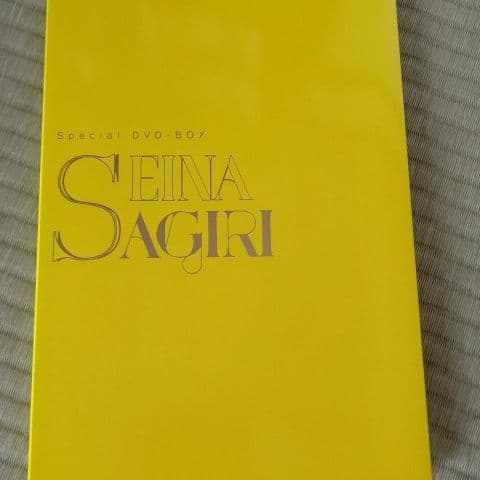 Special DVD-BOX
SEINA
SAGIRI